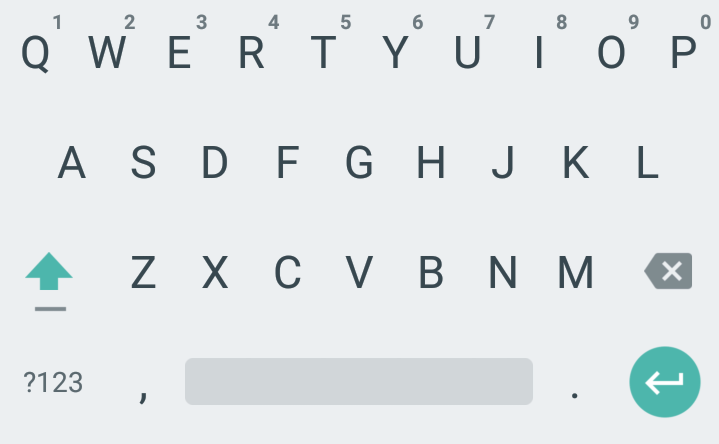 1 2 3 4 5 6 7 8 9 0
Q W E R T Y U I O P
A S D F G H J K L
Z X C V B N M
?123 , .